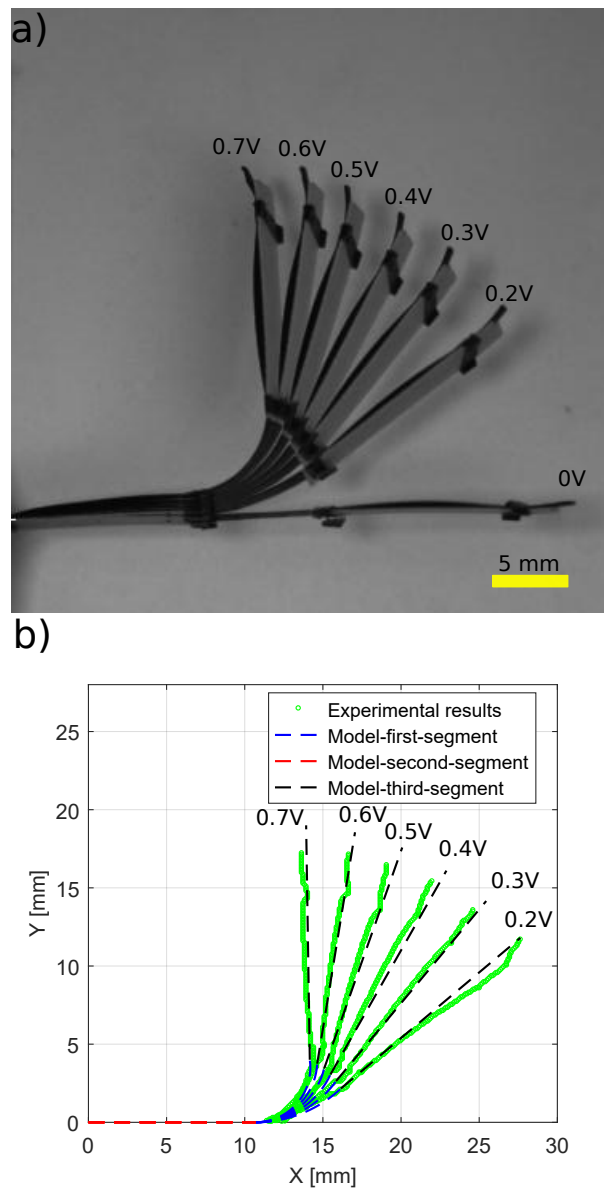 a)
0.7V
0.6V
0.5V
0.4V
0.3V
0.2V
0V
5 mm
b)
Experimental results
Model-first-segment
Model-second-segment
Model-third-segment
0.7V
0.6V
0.5V
0.4V
0.3V
0.2V
25
20
15
10
5
0
Y [mm]
0 5 10 15 20 25 30
X [mm]